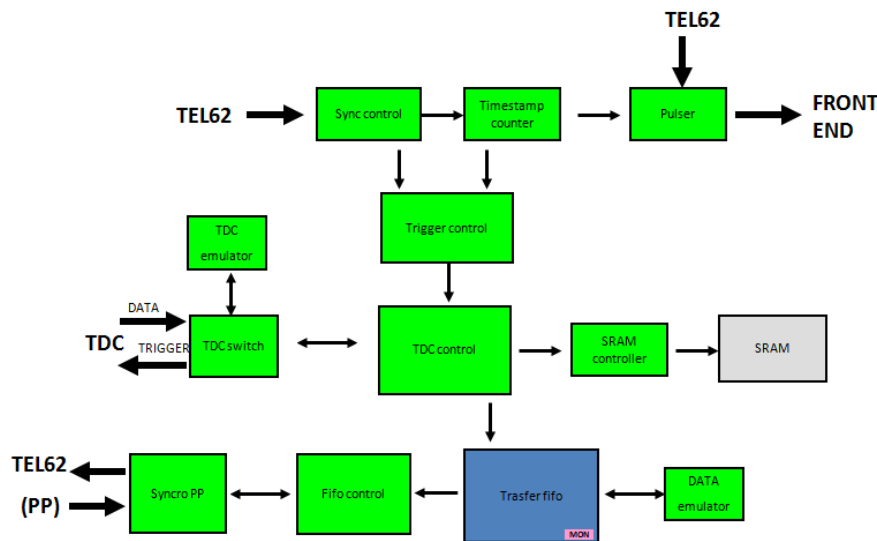 TEL62
TEL62
Sync control
Timestamp
counter
Pulser
FRONT
END
TDC
emulator
Trigger control
DATA
TDC
TRIGGER
TDC switch
TDC control
SRAM
controller
SRAM
TEL62
(PP)
Syncro PP
Fifo control
Trasfer fifo
MON
DATA
emulator